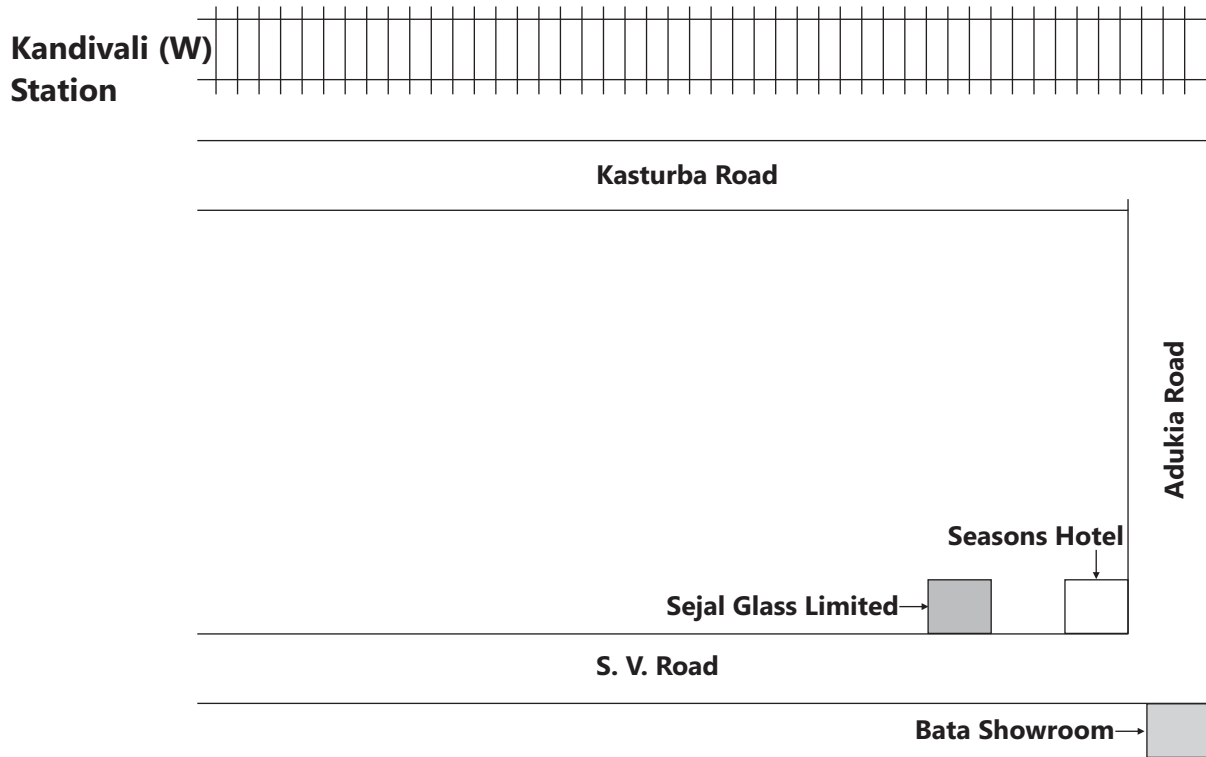 Kandivali (W)
Station
Kasturba Road
Adukia Road
Seasons Hotel
Sejal Glass Limited
S. V. Road
Bata Showroom